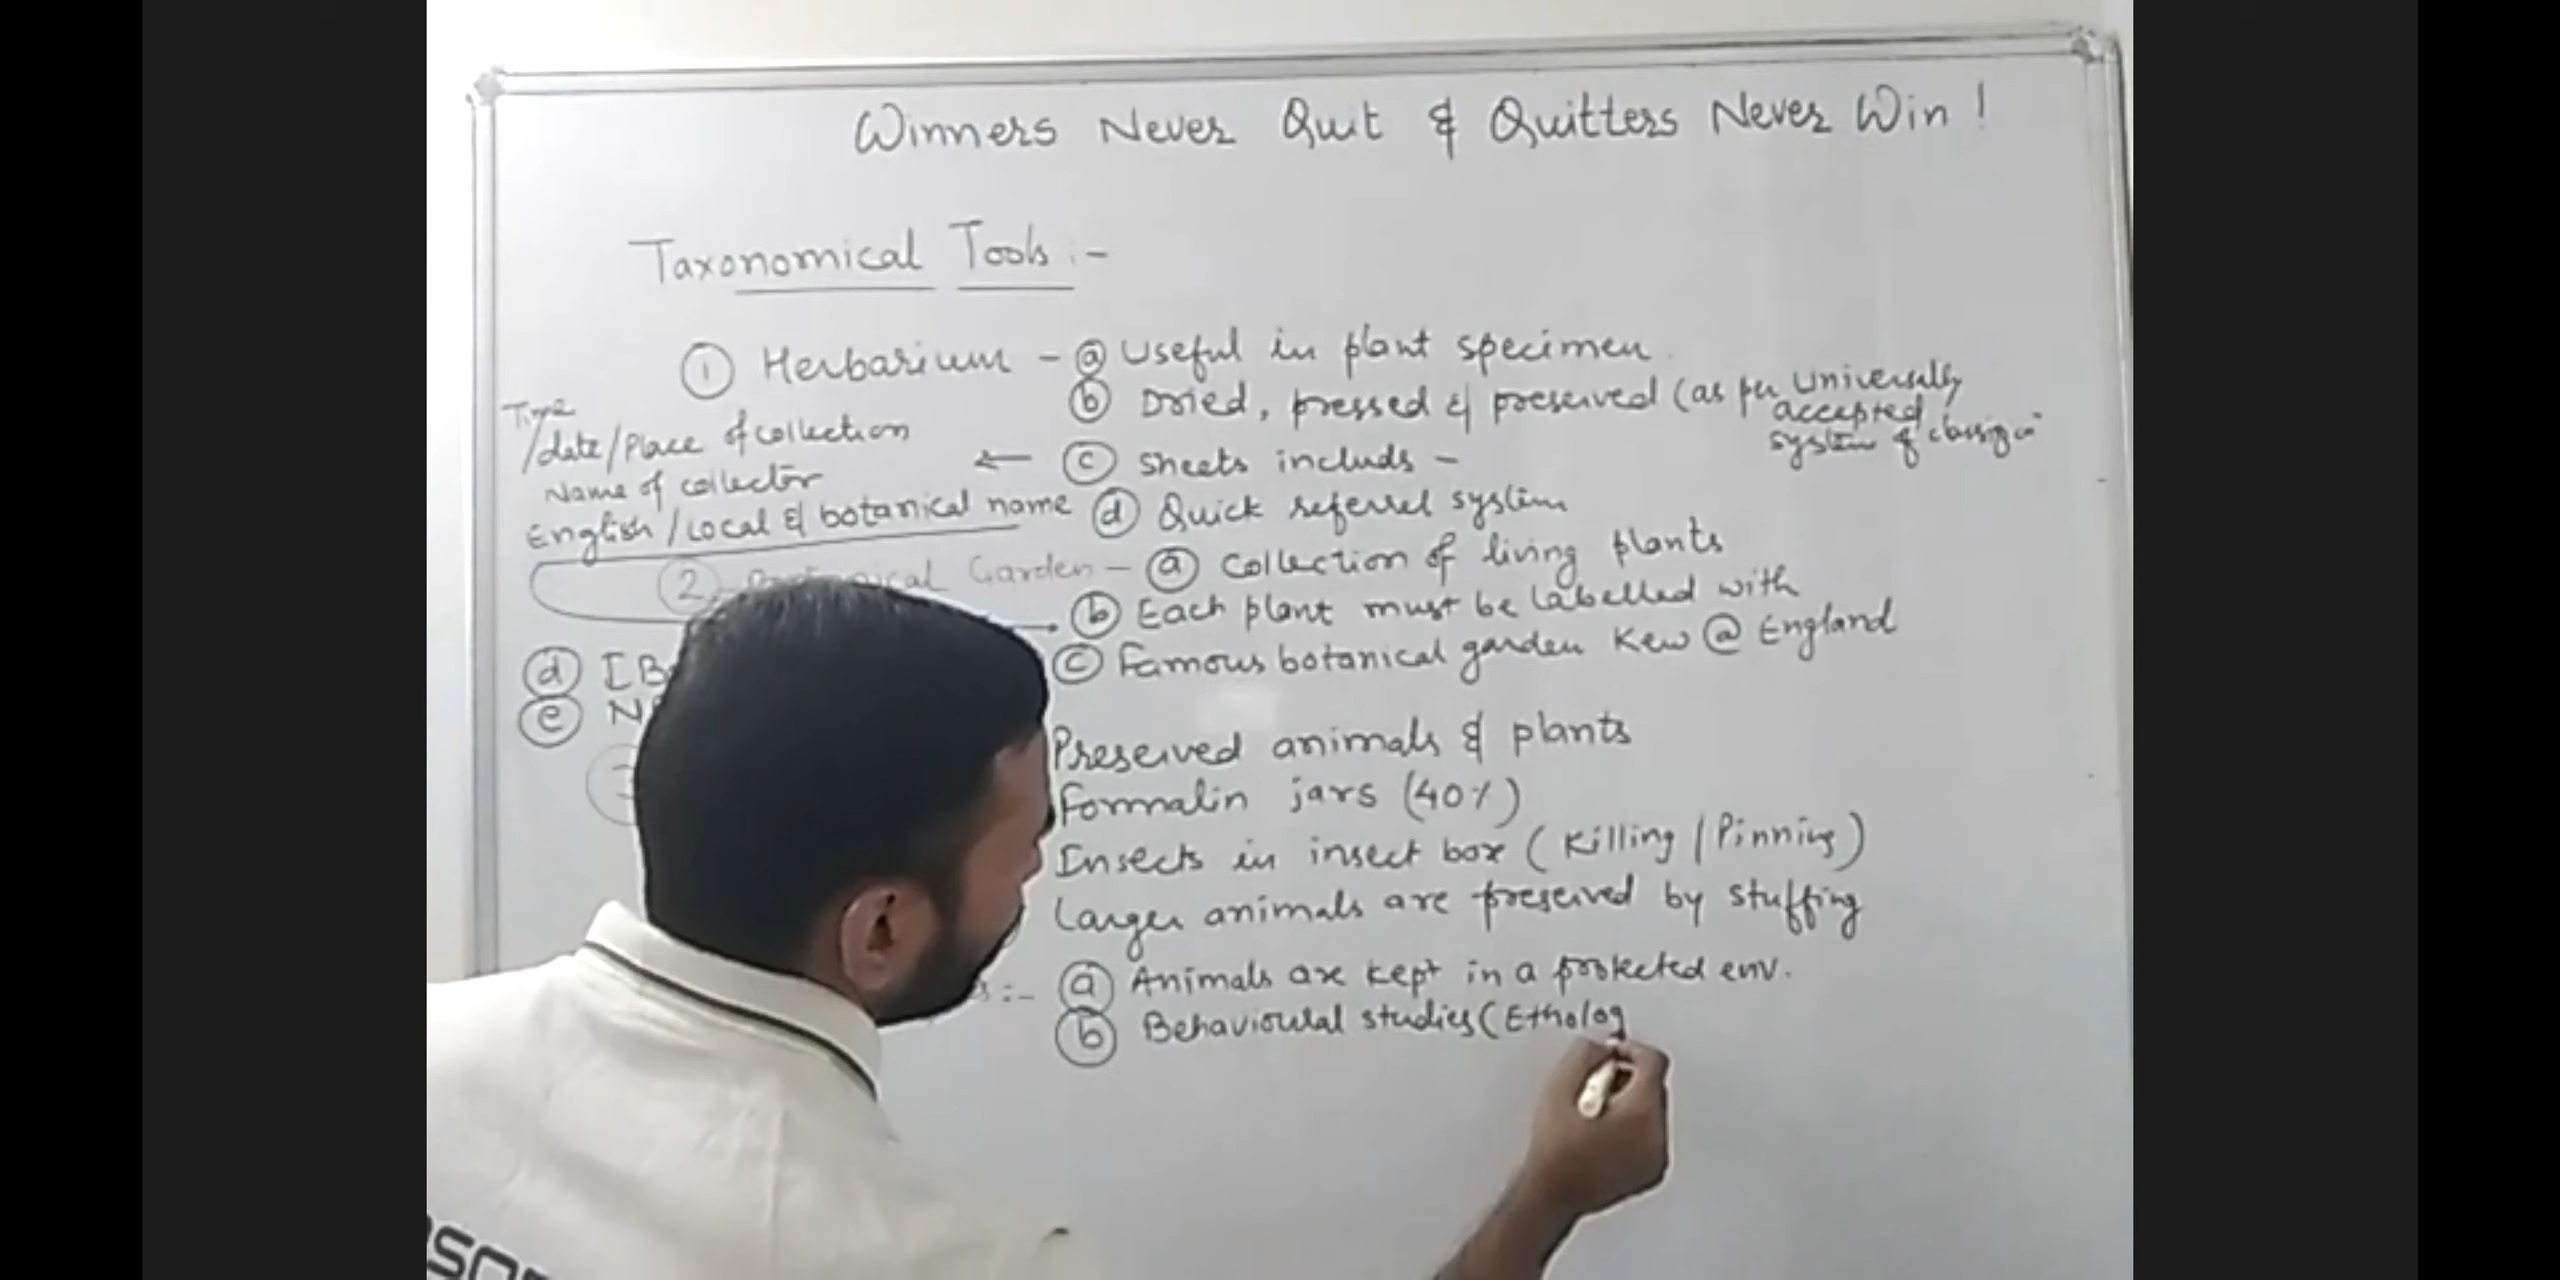 Winners Never Quit & Quitters Never Win !
Taxonomical Tools :-
① Herbarium - ⓐ Useful in plant specimen
ⓑ Dried, pressed & preserved (as per universally
accepted
system of
Time
/date/Place of collection
← ⓒ Sheets includs -
Name of collector
English/local & botanical name
ⓓ Quick referrel system
② Garden - ⓐ Collection of living plants
ⓑ Each plant must be labelled with
ⓒ Famous botanical garden Kew @ England
ⓓ
ⓔ
Preserved animals & plants
Formalin jars (40%)
Insects in insect box (Killing/Pinning)
Larger animals are preserved by stuffing
:- ⓐ Animals are kept in a protected env.
ⓑ Behavioural studies (Etholog